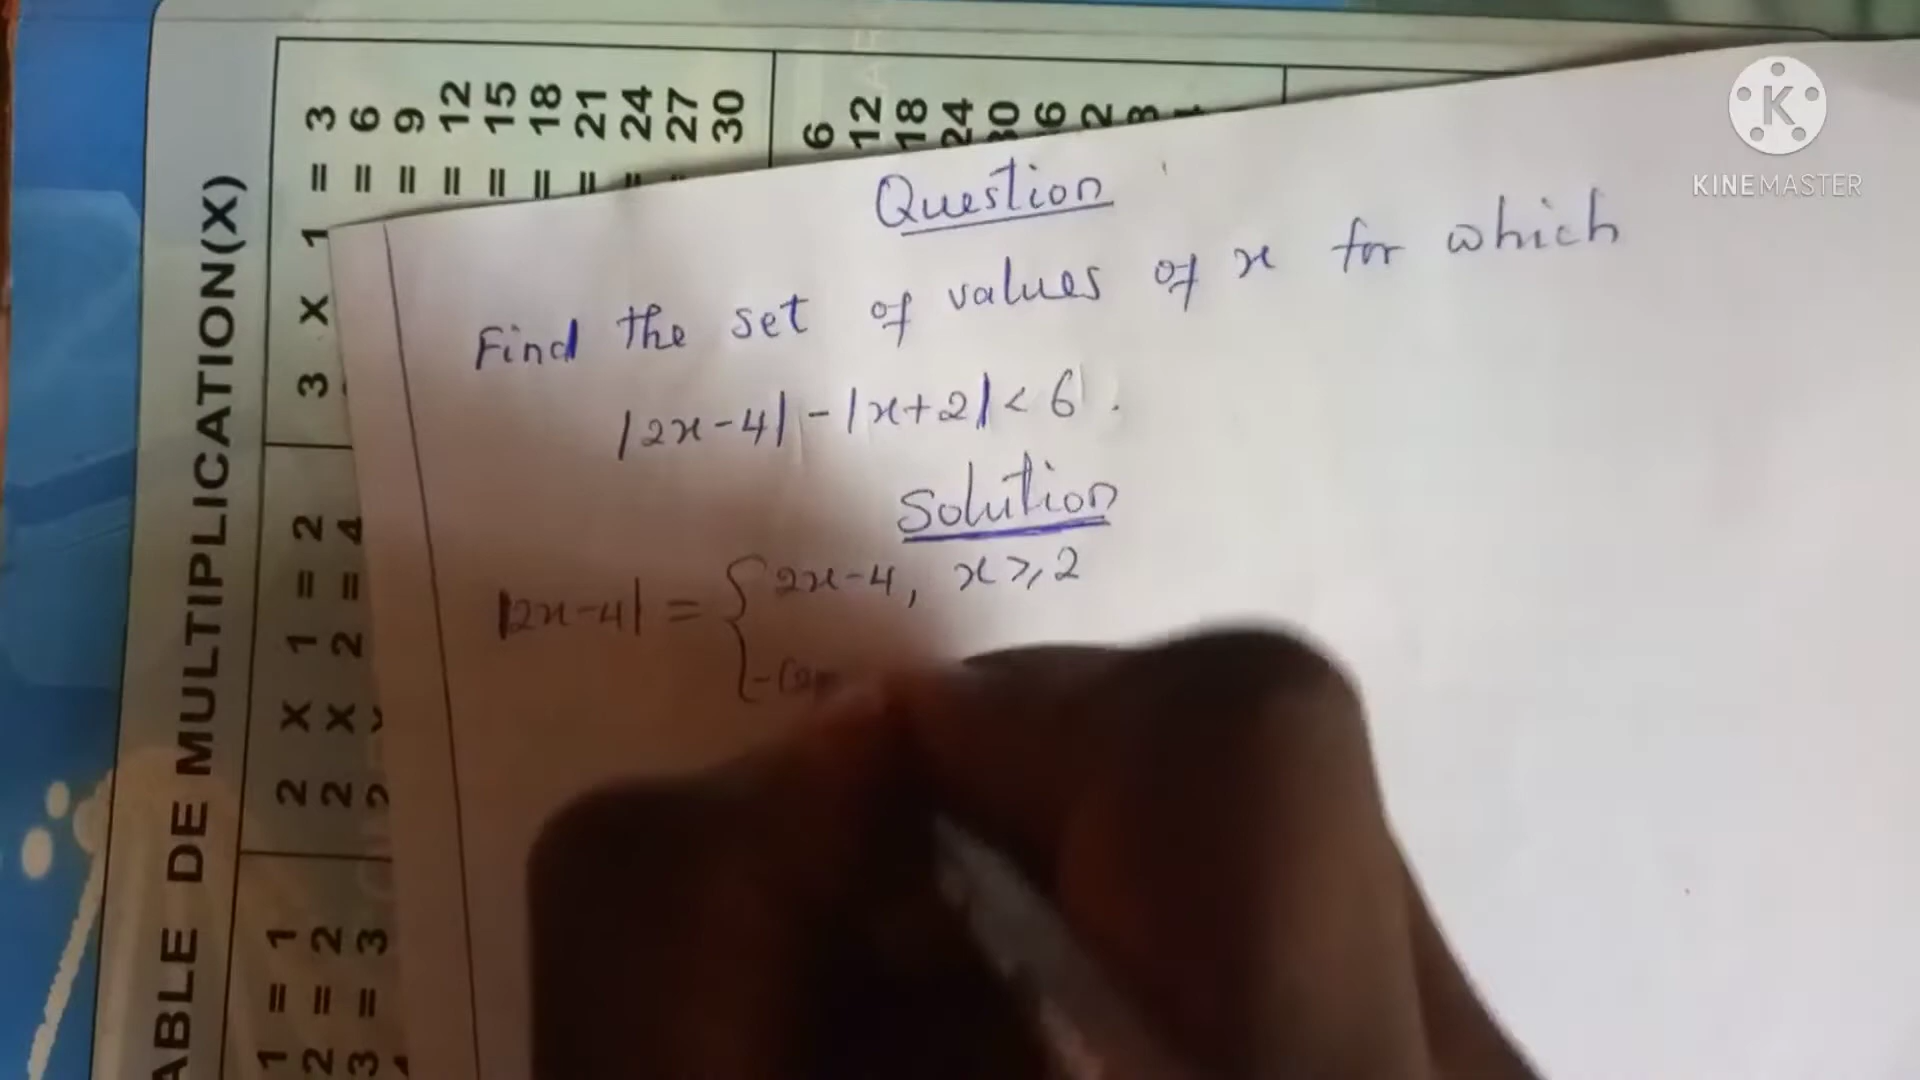 KINEMASTER
Question
Find the set of values of x for which
|2x-4| - |x+2| < 6.
Solution
|2x-4| = { 2x-4, x ⩾ 2
-(2x
TABLE DE MULTIPLICATION(X)
1 = 1
2 = 2
3 = 3
2 X 1 = 2
2 X 2 = 4
3 X 1 = 3
= 6
= 9
= 12
= 15
= 18
= 21
= 24
27
30
6
12
18
24